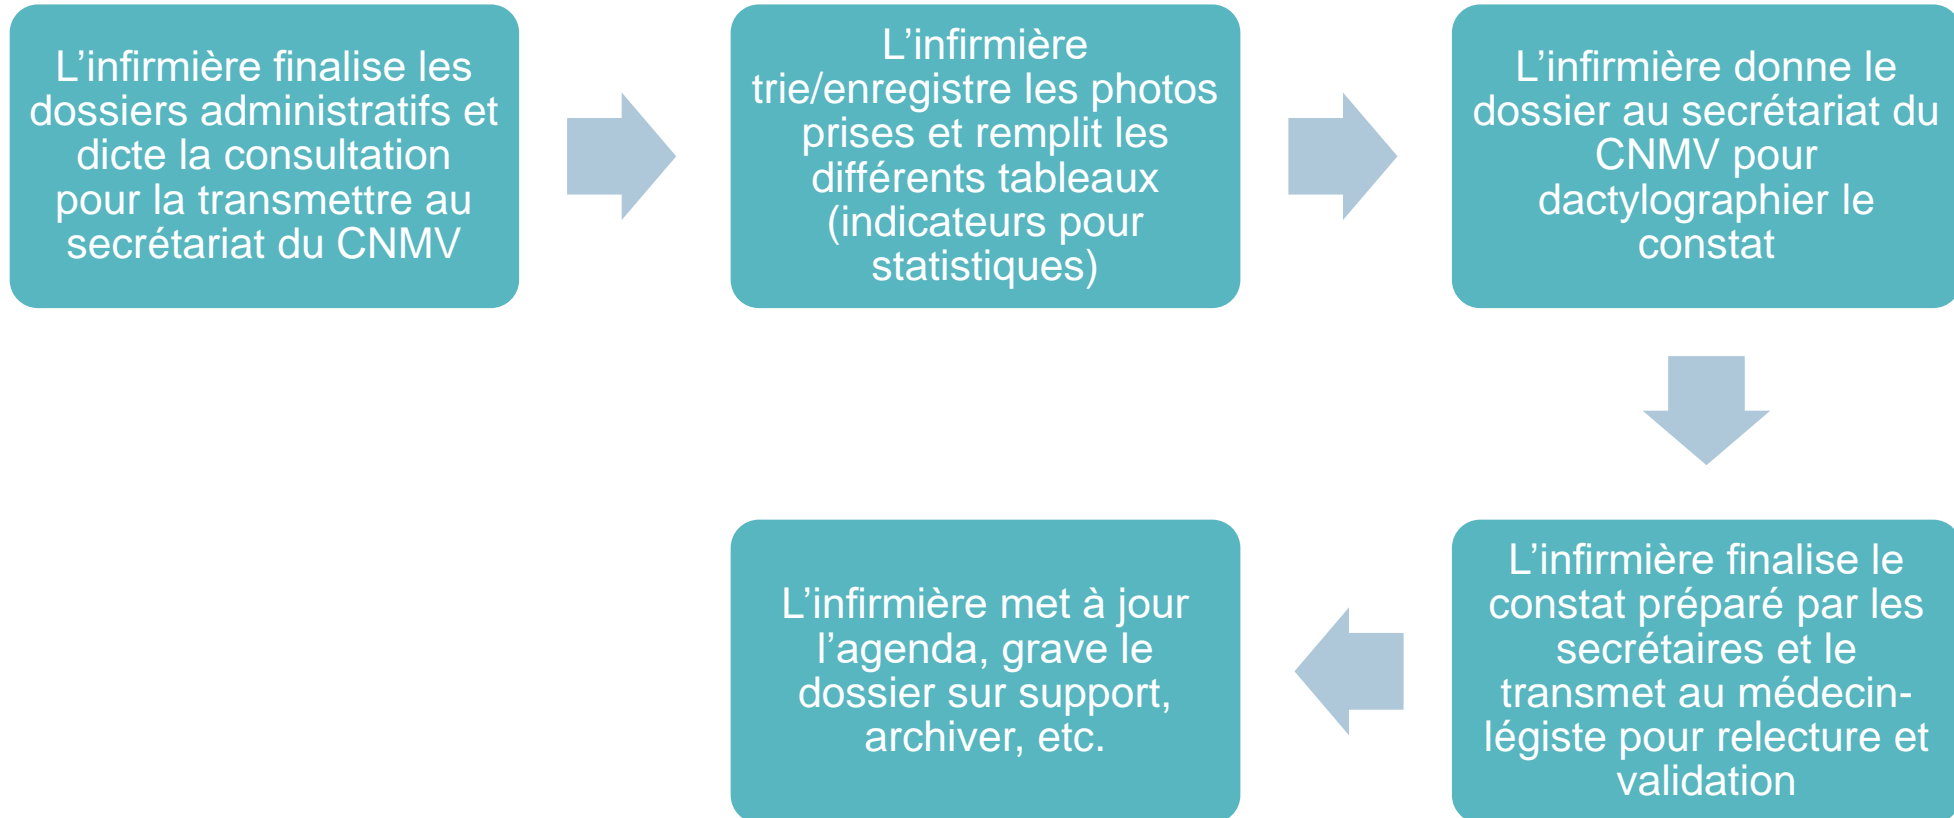 L’infirmière finalise les
dossiers administratifs et
dicte la consultation
pour la transmettre au
secrétariat du CNMV
L’infirmière
trie/enregistre les photos
prises et remplit les
différents tableaux
(indicateurs pour
statistiques)
L’infirmière donne le
dossier au secrétariat du
CNMV pour
dactylographier le
constat
L’infirmière finalise le
constat préparé par les
secrétaires et le
transmet au médecin-
légiste pour relecture et
validation
L’infirmière met à jour
l’agenda, grave le
dossier sur support,
archiver, etc.